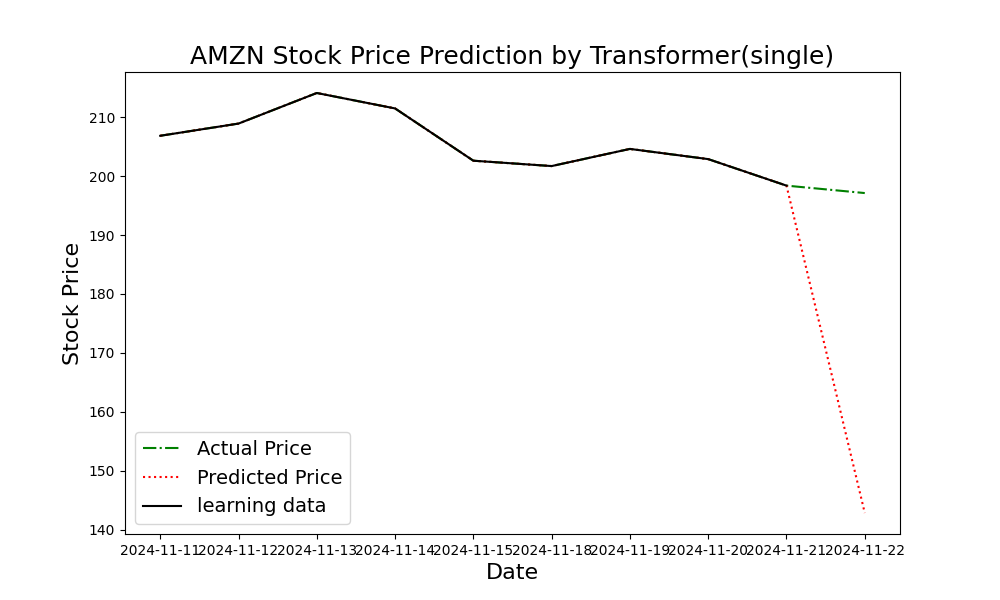 AMZN Stock Price Prediction by Transformer(single)
Stock Price
210
200
190
180
170
160
150
140
Actual Price
Predicted Price
learning data
2024-11-11 2024-11-12 2024-11-13 2024-11-14 2024-11-15 2024-11-18 2024-11-19 2024-11-20 2024-11-21 2024-11-22
Date